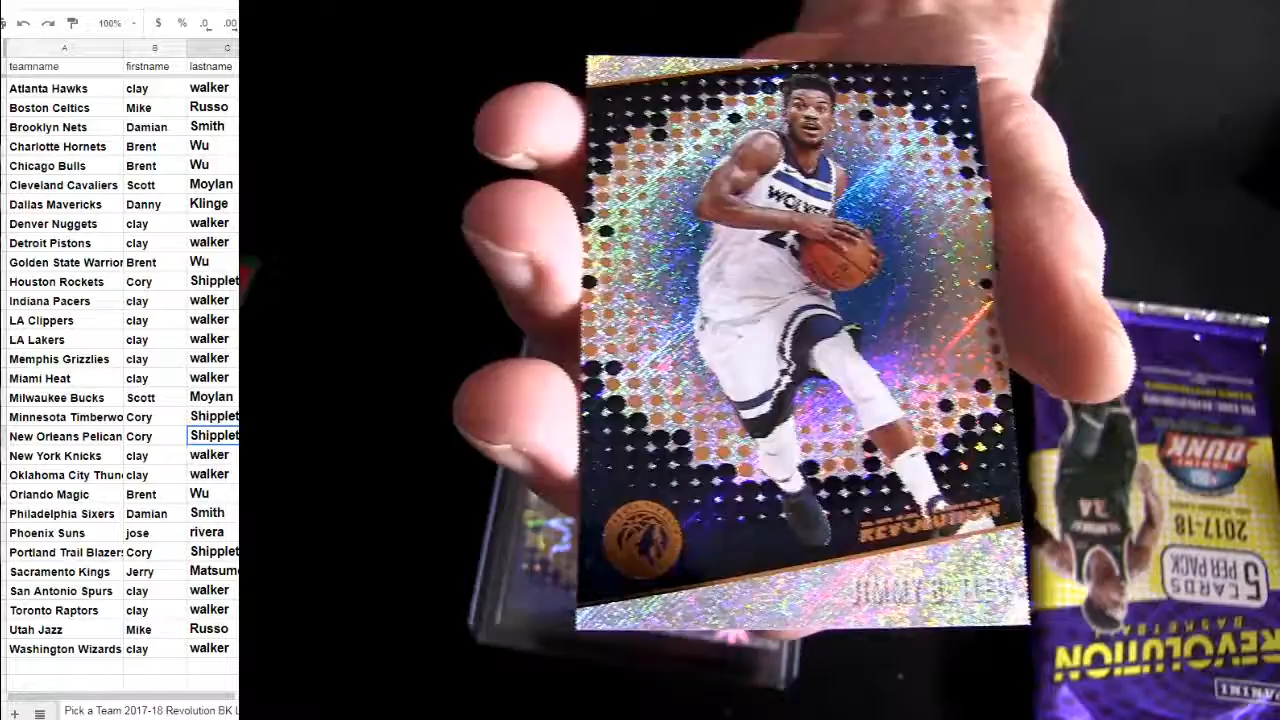 100%
$ % .0 .00
A B C
teamname firstname lastname
Atlanta Hawks clay walker
Boston Celtics Mike Russo
Brooklyn Nets Damian Smith
Charlotte Hornets Brent Wu
Chicago Bulls Brent Wu
Cleveland Cavaliers Scott Moylan
Dallas Mavericks Danny Klinge
Denver Nuggets clay walker
Detroit Pistons clay walker
Golden State Warrior Brent Wu
Houston Rockets Cory Shipplet
Indiana Pacers clay walker
LA Clippers clay walker
LA Lakers clay walker
Memphis Grizzlies clay walker
Miami Heat clay walker
Milwaukee Bucks Scott Moylan
Minnesota Timberwo Cory Shipplet
New Orleans Pelican Cory Shipplet
New York Knicks clay walker
Oklahoma City Thun clay walker
Orlando Magic Brent Wu
Philadelphia Sixers Damian Smith
Phoenix Suns jose rivera
Portland Trail Blazers Cory Shipplet
Sacramento Kings Jerry Matsumo
San Antonio Spurs clay walker
Toronto Raptors clay walker
Utah Jazz Mike Russo
Washington Wizards clay walker
Pick a Team 2017-18 Revolution BK L
WOLVES
REVOLUTION
JIMMY BUTLER
PANINI
REVOLUTION
BASKETBALL
5 CARDS
PER PACK
2017-18
34
DUNK